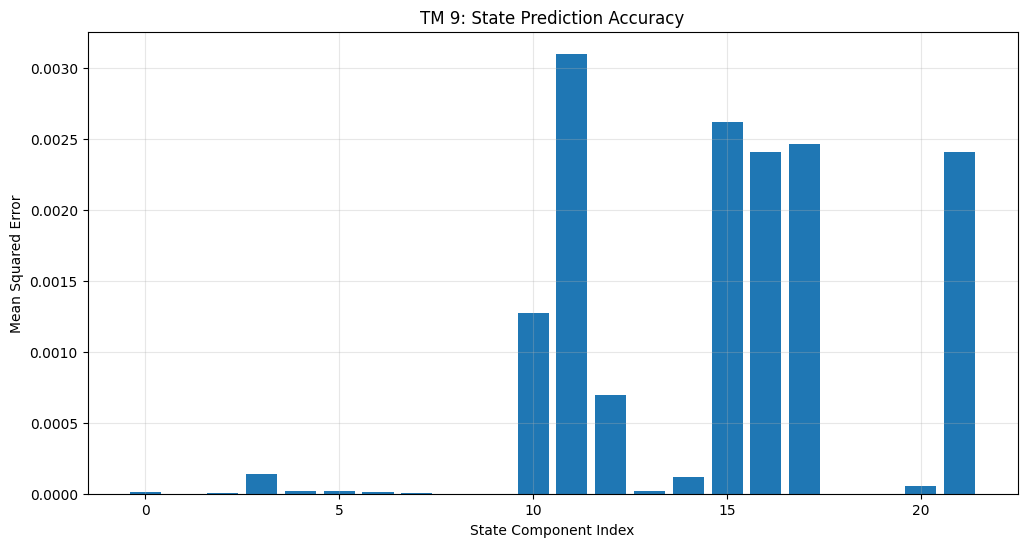 TM 9: State Prediction Accuracy
Mean Squared Error
0.0030
0.0025
0.0020
0.0015
0.0010
0.0005
0.0000
0 5 10 15 20
State Component Index